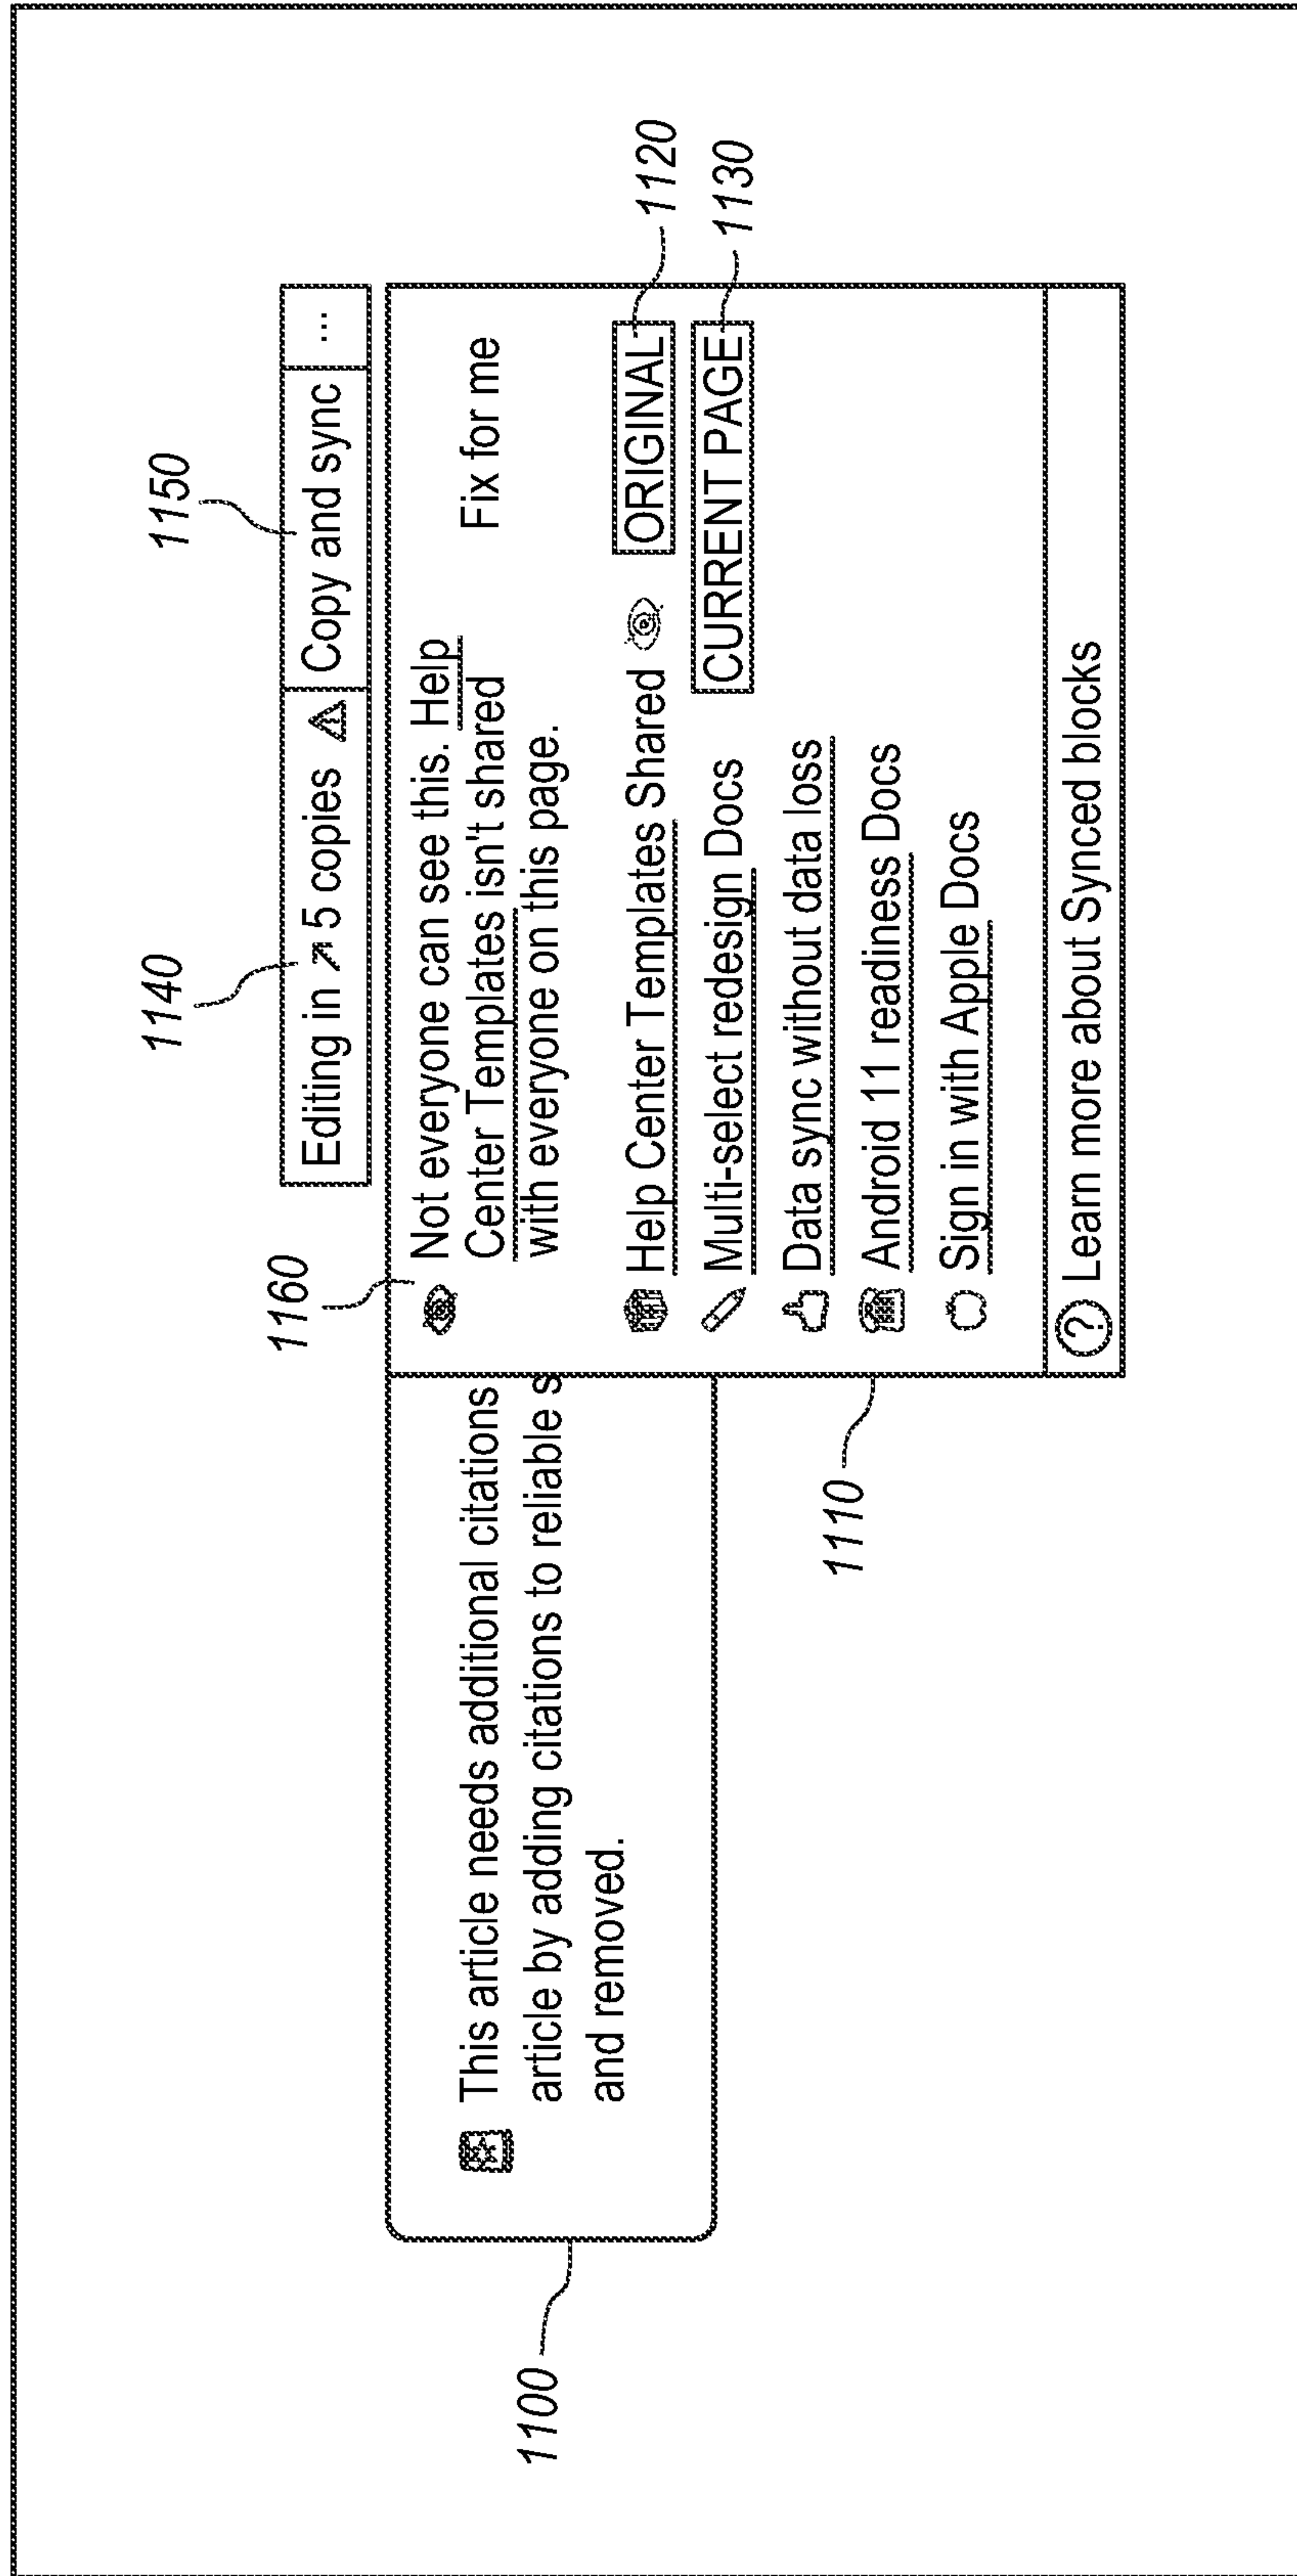 1140
1150
Editing in ↗ 5 copies ⚠ Copy and sync ...
1160
Not everyone can see this. Help
Center Templates isn't shared
with everyone on this page.
Fix for me
This article needs additional citations
article by adding citations to reliable s
and removed.
1100
Help Center Templates Shared ORIGINAL
1120
Multi-select redesign Docs CURRENT PAGE
1130
Data sync without data loss
Android 11 readiness Docs
Sign in with Apple Docs
1110
? Learn more about Synced blocks